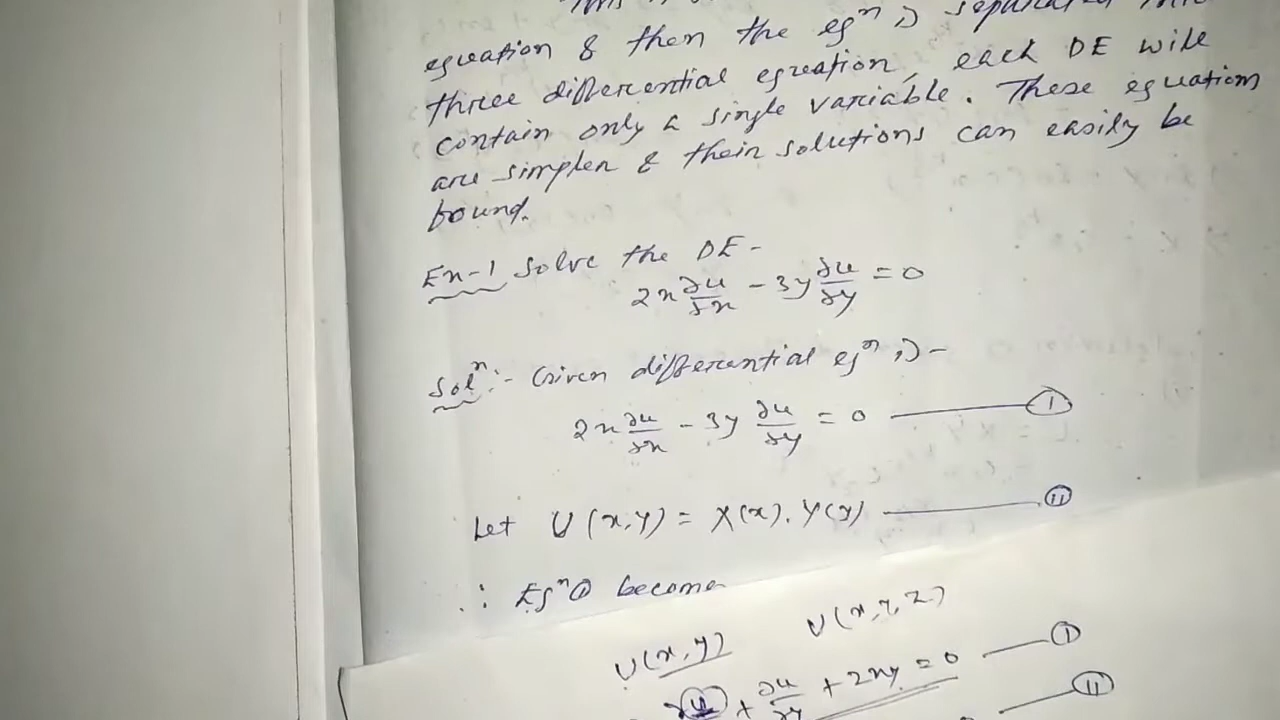 equation & then the eqⁿ is separated into
three differential equation, each DE will
contain only a single variable. These equations
are simpler & their solutions can easily be
found.
Ex-1 Solve the DE -
2x ∂u/∂x - 3y ∂u/∂y = 0
Solⁿ:- Given differential eqⁿ is -
2x ∂u/∂x - 3y ∂u/∂y = 0 — (I)
Let U(x,y) = X(x). Y(y) — (II)
∴ Eqⁿ ① become
U(x,y) U(x,y,z)
+ ∂u/∂y + 2xy = 0 — (I)
(II)